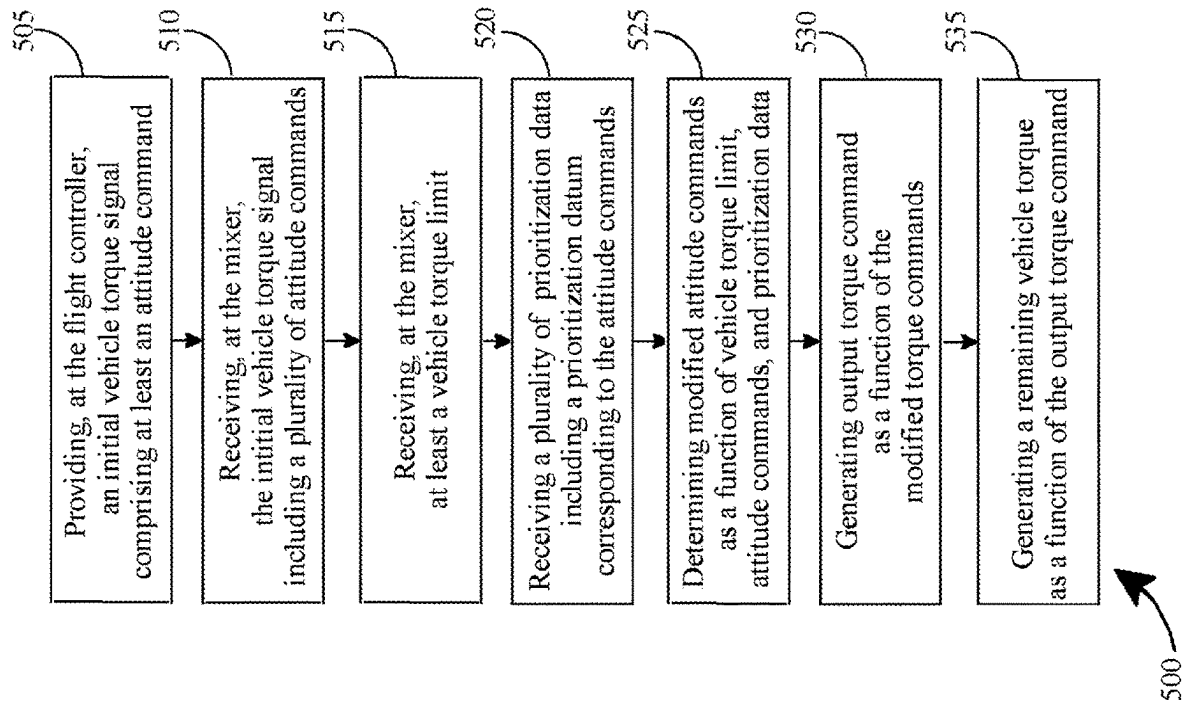 505
Providing, at the flight controller,
an initial vehicle torque signal
comprising at least an attitude command
510
Receiving, at the mixer,
the intitial vehicle torque signal
including a plurality of attitude commands
515
Receiving, at the mixer,
at least a vehicle torque limit
520
Receiving a plurality of prioritization data
including a prioritization datum
corresponding to the attitude commands
525
Determining modified attitude commands
as a function of vehicle torque limit,
attitude commands, and prioritization data
530
Generating output torque command
as a function of the
modified torque commands
535
Generating a remaining vehicle torque
as a function of the output torque command
500